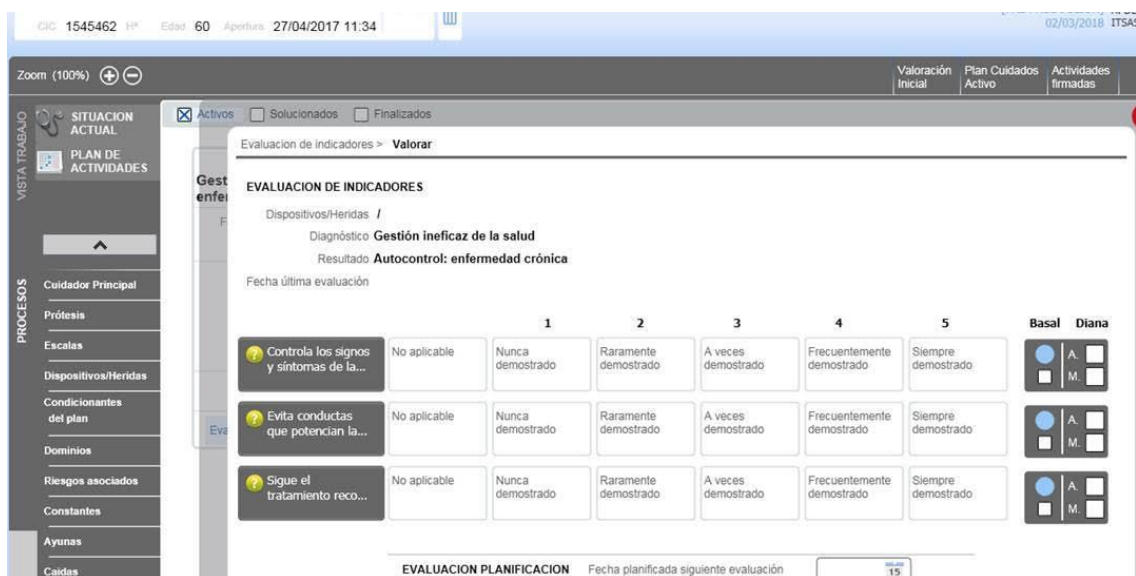 CIC 1545462 Hª Edad 60 Apertura 27/04/2017 11:34
02/03/2018 ITSAS
Zoom (100%)
Valoración Inicial
Plan Cuidados Activo
Actividades firmadas
VISTA TRABAJO
SITUACION ACTUAL
PLAN DE ACTIVIDADES
PROCESOS
Cuidador Principal
Prótesis
Escalas
Dispositivos/Heridas
Condicionantes del plan
Dominios
Riesgos asociados
Constantes
Ayunas
Caídas
Activos Solucionados Finalizados
Gest
enfer
F
Eva
Evaluacion de indicadores > Valorar
EVALUACION DE INDICADORES
Dispositivos/Heridas /
Diagnóstico Gestión ineficaz de la salud
Resultado Autocontrol: enfermedad crónica
Fecha última evaluación
1 2 3 4 5 Basal Diana
Controla los signos y síntomas de la...
No aplicable
Nunca demostrado
Raramente demostrado
A veces demostrado
Frecuentemente demostrado
Siempre demostrado
A.
M.
Evita conductas que potencian la...
No aplicable
Nunca demostrado
Raramente demostrado
A veces demostrado
Frecuentemente demostrado
Siempre demostrado
A.
M.
Sigue el tratamiento reco...
No aplicable
Nunca demostrado
Raramente demostrado
A veces demostrado
Frecuentemente demostrado
Siempre demostrado
A.
M.
EVALUACION PLANIFICACION Fecha planificada siguiente evaluación 15